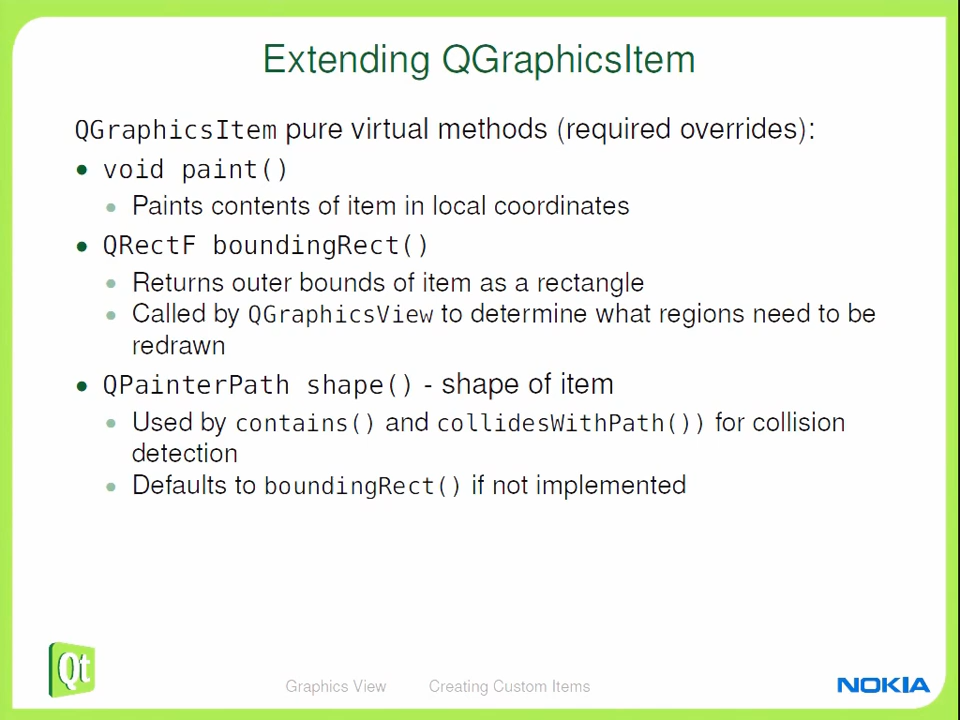 Extending QGraphicsItem
QGraphicsItem pure virtual methods (required overrides):
• void paint()
• Paints contents of item in local coordinates
• QRectF boundingRect()
• Returns outer bounds of item as a rectangle
• Called by QGraphicsView to determine what regions need to be
redrawn
• QPainterPath shape() - shape of item
• Used by contains() and collidesWithPath()) for collision
detection
• Defaults to boundingRect() if not implemented
Qt
Graphics View Creating Custom Items
NOKIA